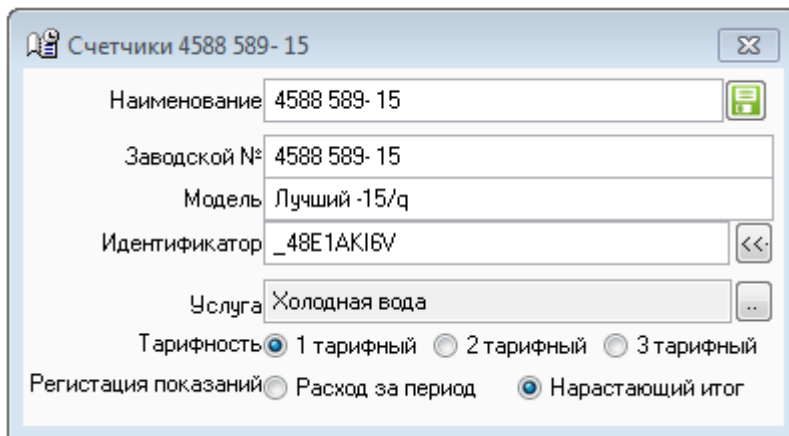 Счетчики 4588 589- 15
Наименование 4588 589- 15
Заводской № 4588 589- 15
Модель Лучший -15/q
Идентификатор _48E1AKI6V <<·
Услуга Холодная вода ..
Тарифность 1 тарифный 2 тарифный 3 тарифный
Регистация показаний Расход за период Нарастающий итог